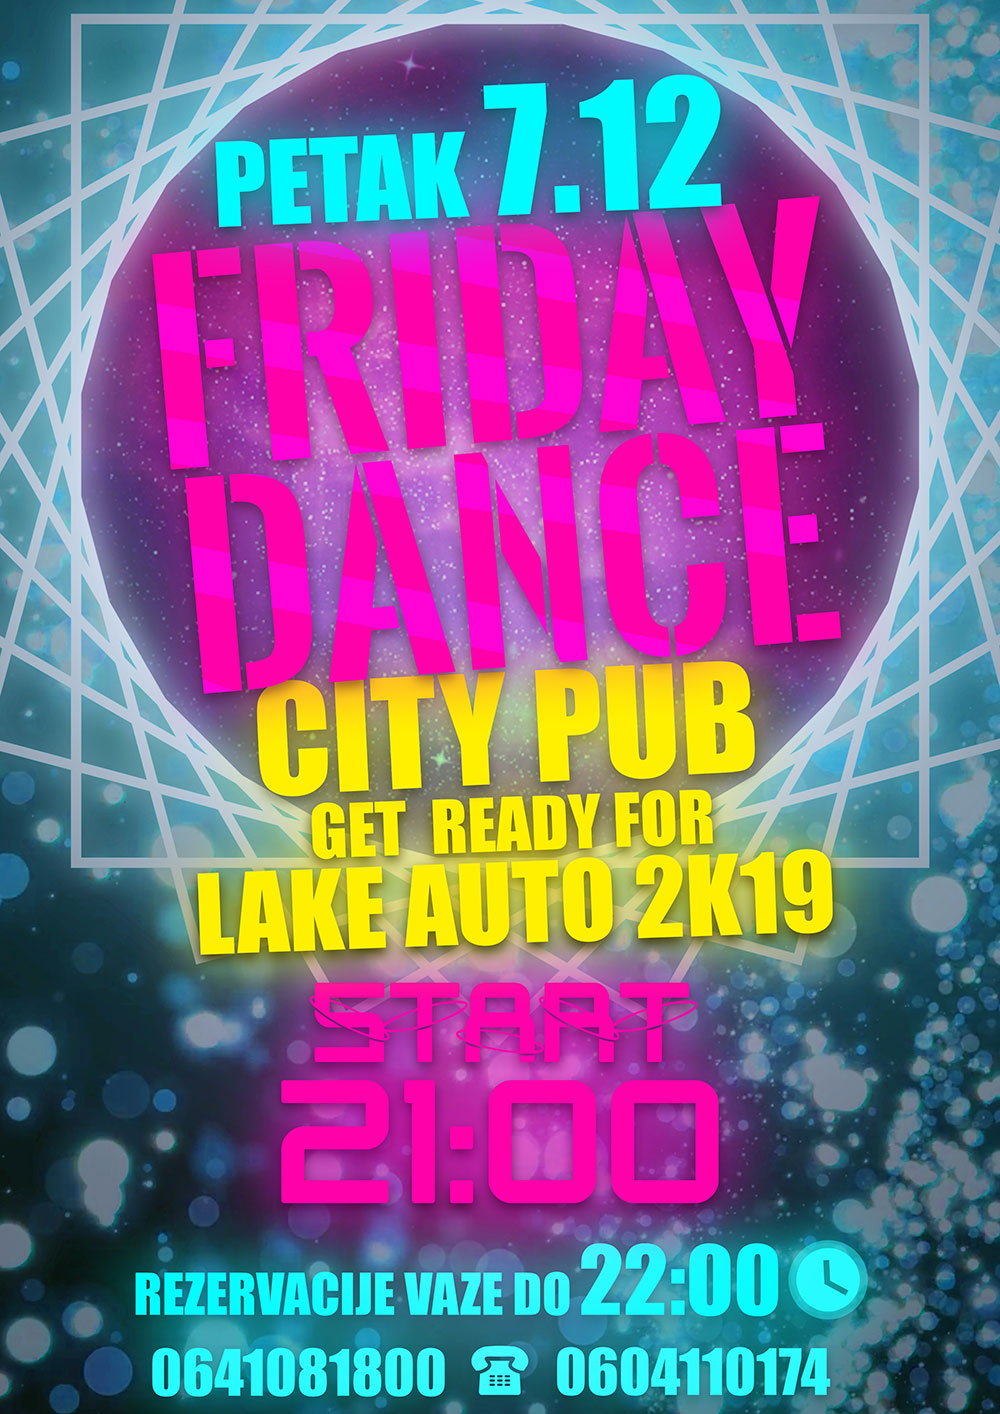 PETAK 7.12
FRIDAY
DANCE
CITY PUB
GET READY FOR
LAKE AUTO 2K19
START
21:00
REZERVACIJE VAZE DO 22:00
0641081800 0604110174